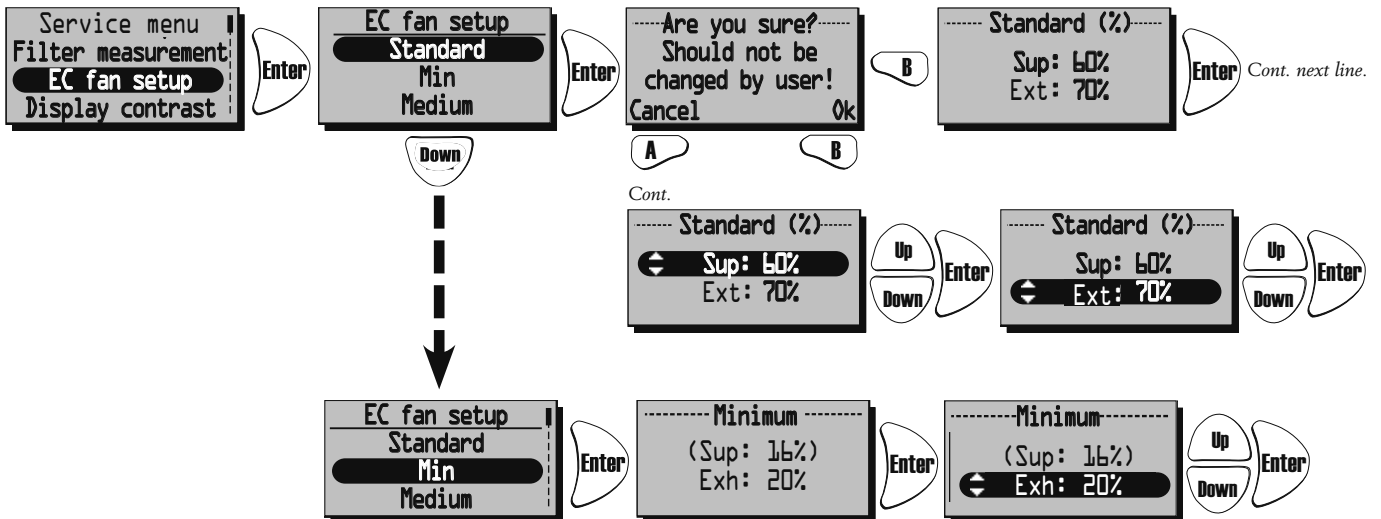 Service menu
Filter measurement
EC fan setup
Display contrast
Enter
EC fan setup
Standard
Min
Medium
Enter
Down
Are you sure?
Should not be
changed by user!
Cancel Ok
A B
B
Standard (%)
Sup: 60%
Ext: 70%
Enter
Cont. next line.
Cont.
Standard (%)
Sup: 60%
Ext: 70%
Up
Down
Enter
Standard (%)
Sup: 60%
Ext: 70%
Up
Down
Enter
EC fan setup
Standard
Min
Medium
Enter
Minimum
(Sup: 16%)
Exh: 20%
Enter
Minimum
(Sup: 16%)
Exh: 20%
Up
Down
Enter